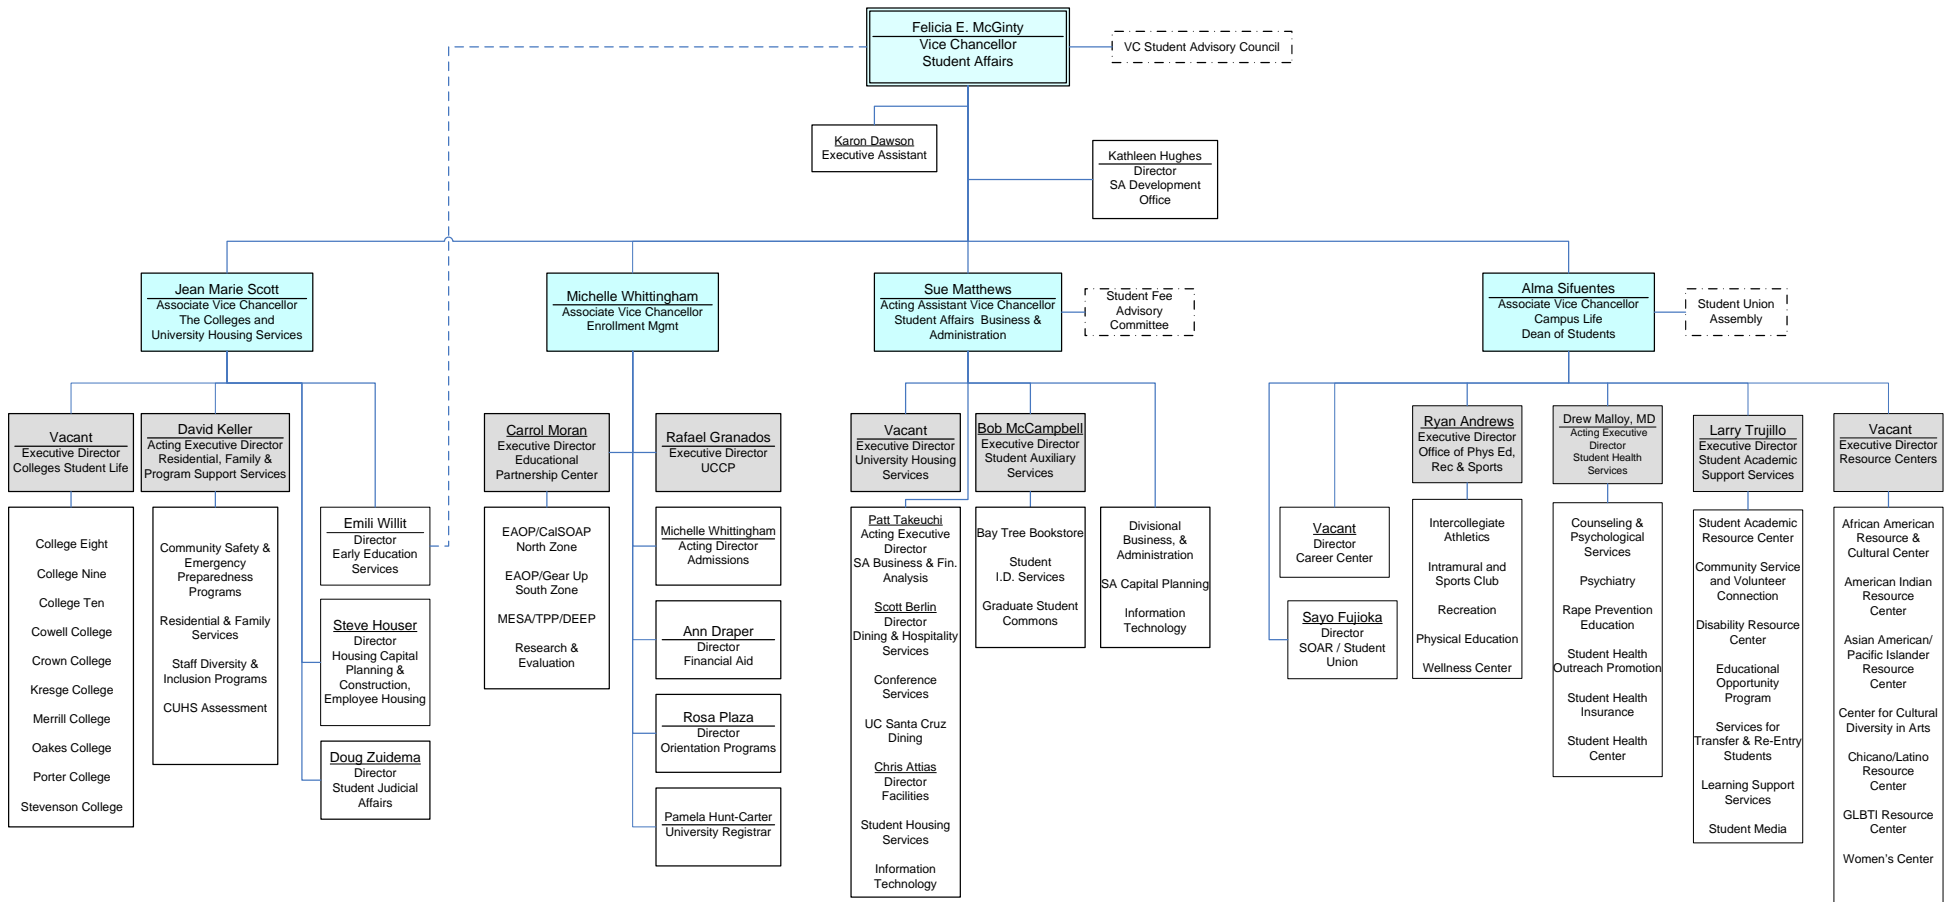 Felicia E. McGinty
Vice Chancellor
Student Affairs
VC Student Advisory Council
Karon Dawson
Executive Assistant
Kathleen Hughes
Director
SA Development
Office
Jean Marie Scott
Associate Vice Chancellor
The Colleges and
University Housing Services
Michelle Whittingham
Associate Vice Chancellor
Enrollment Mgmt
Sue Matthews
Acting Assistant Vice Chancellor
Student Affairs Business &
Administration
Student Fee
Advisory
Committee
Alma Sifuentes
Associate Vice Chancellor
Campus Life
Dean of Students
Student Union
Assembly
Vacant
Executive Director
Colleges Student Life
College Eight
College Nine
College Ten
Cowell College
Crown College
Kresge College
Merrill College
Oakes College
Porter College
Stevenson College
David Keller
Acting Executive Director
Residential, Family &
Program Support Services
Community Safety &
Emergency
Preparedness
Programs
Residential & Family
Services
Staff Diversity &
Inclusion Programs
CUHS Assessment
Emili Willit
Director
Early Education
Services
Steve Houser
Director
Housing Capital
Planning &
Construction,
Employee Housing
Doug Zuidema
Director
Student Judicial
Affairs
Carrol Moran
Executive Director
Educational
Partnership Center
EAOP/CalSOAP
North Zone
EAOP/Gear Up
South Zone
MESA/TPP/DEEP
Research &
Evaluation
Rafael Granados
Executive Director
UCCP
Michelle Whittingham
Acting Director
Admissions
Ann Draper
Director
Financial Aid
Rosa Plaza
Director
Orientation Programs
Pamela Hunt-Carter
University Registrar
Vacant
Executive Director
University Housing
Services
Patt Takeuchi
Acting Executive
Director
SA Business & Fin.
Analysis
Scott Berlin
Director
Dining & Hospitality
Services
Conference
Services
UC Santa Cruz
Dining
Chris Attias
Director
Facilities
Student Housing
Services
Information
Technology
Bob McCampbell
Executive Director
Student Auxiliary
Services
Bay Tree Bookstore
Student
I.D. Services
Graduate Student
Commons
Divisional
Business, &
Administration
SA Capital Planning
Information
Technology
Vacant
Director
Career Center
Sayo Fujioka
Director
SOAR / Student
Union
Ryan Andrews
Executive Director
Office of Phys Ed,
Rec & Sports
Intercollegiate
Athletics
Intramural and
Sports Club
Recreation
Physical Education
Wellness Center
Drew Malloy, MD
Acting Executive
Director
Student Health
Services
Counseling &
Psychological
Services
Psychiatry
Rape Prevention
Education
Student Health
Outreach Promotion
Student Health
Insurance
Student Health
Center
Larry Trujillo
Executive Director
Student Academic
Support Services
Student Academic
Resource Center
Community Service
and Volunteer
Connection
Disability Resource
Center
Educational
Opportunity
Program
Services for
Transfer & Re-Entry
Students
Learning Support
Services
Student Media
Vacant
Executive Director
Resource Centers
African American
Resource &
Cultural Center
American Indian
Resource
Center
Asian American/
Pacific Islander
Resource
Center
Center for Cultural
Diversity in Arts
Chicano/Latino
Resource
Center
GLBTI Resource
Center
Women's Center